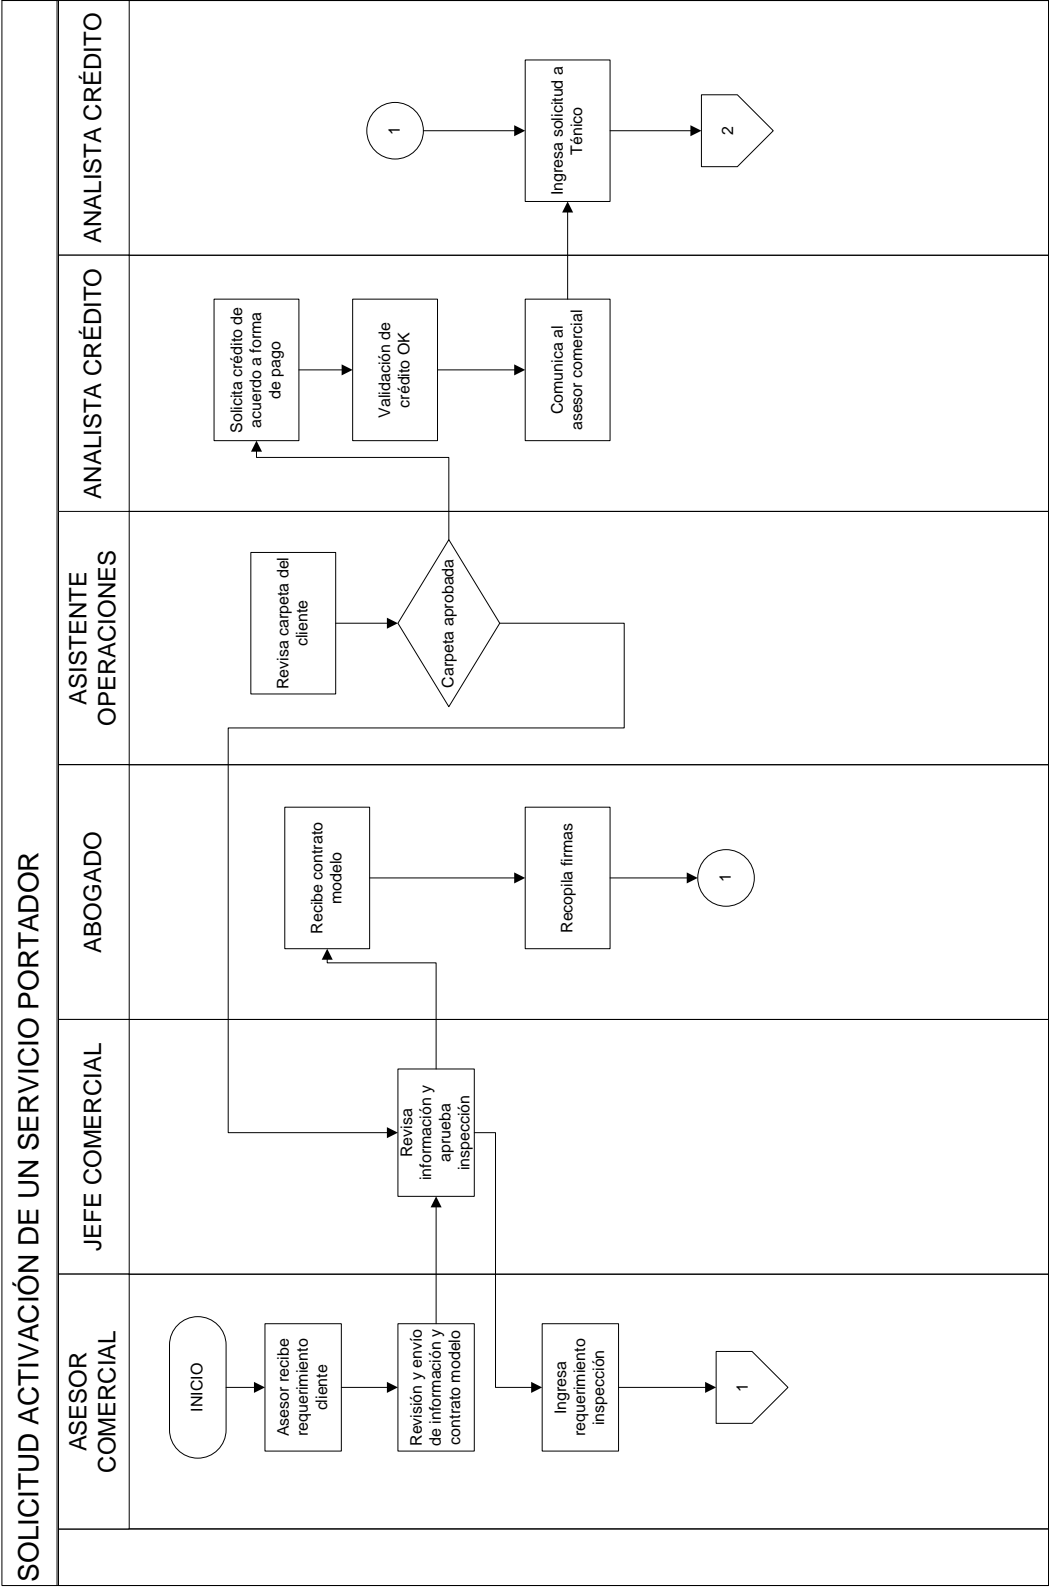 SOLICITUD ACTIVACIÓN DE UN SERVICIO PORTADOR
ASESOR
COMERCIAL
JEFE COMERCIAL
ABOGADO
ASISTENTE
OPERACIONES
ANALISTA CRÉDITO
ANALISTA CRÉDITO
INICIO
Asesor recibe
requerimiento
cliente
Revisión y envío
de información y
contrato modelo
Ingresa
requerimiento
inspección
1
Revisa
información y
aprueba
inspección
Recibe contrato
modelo
Recopila firmas
1
Revisa carpeta del
cliente
Carpeta aprobada
Solicita crédito de
acuerdo a forma
de pago
Validación de
crédito OK
Comunica al
asesor comercial
1
Ingresa solicitud a
Ténico
2